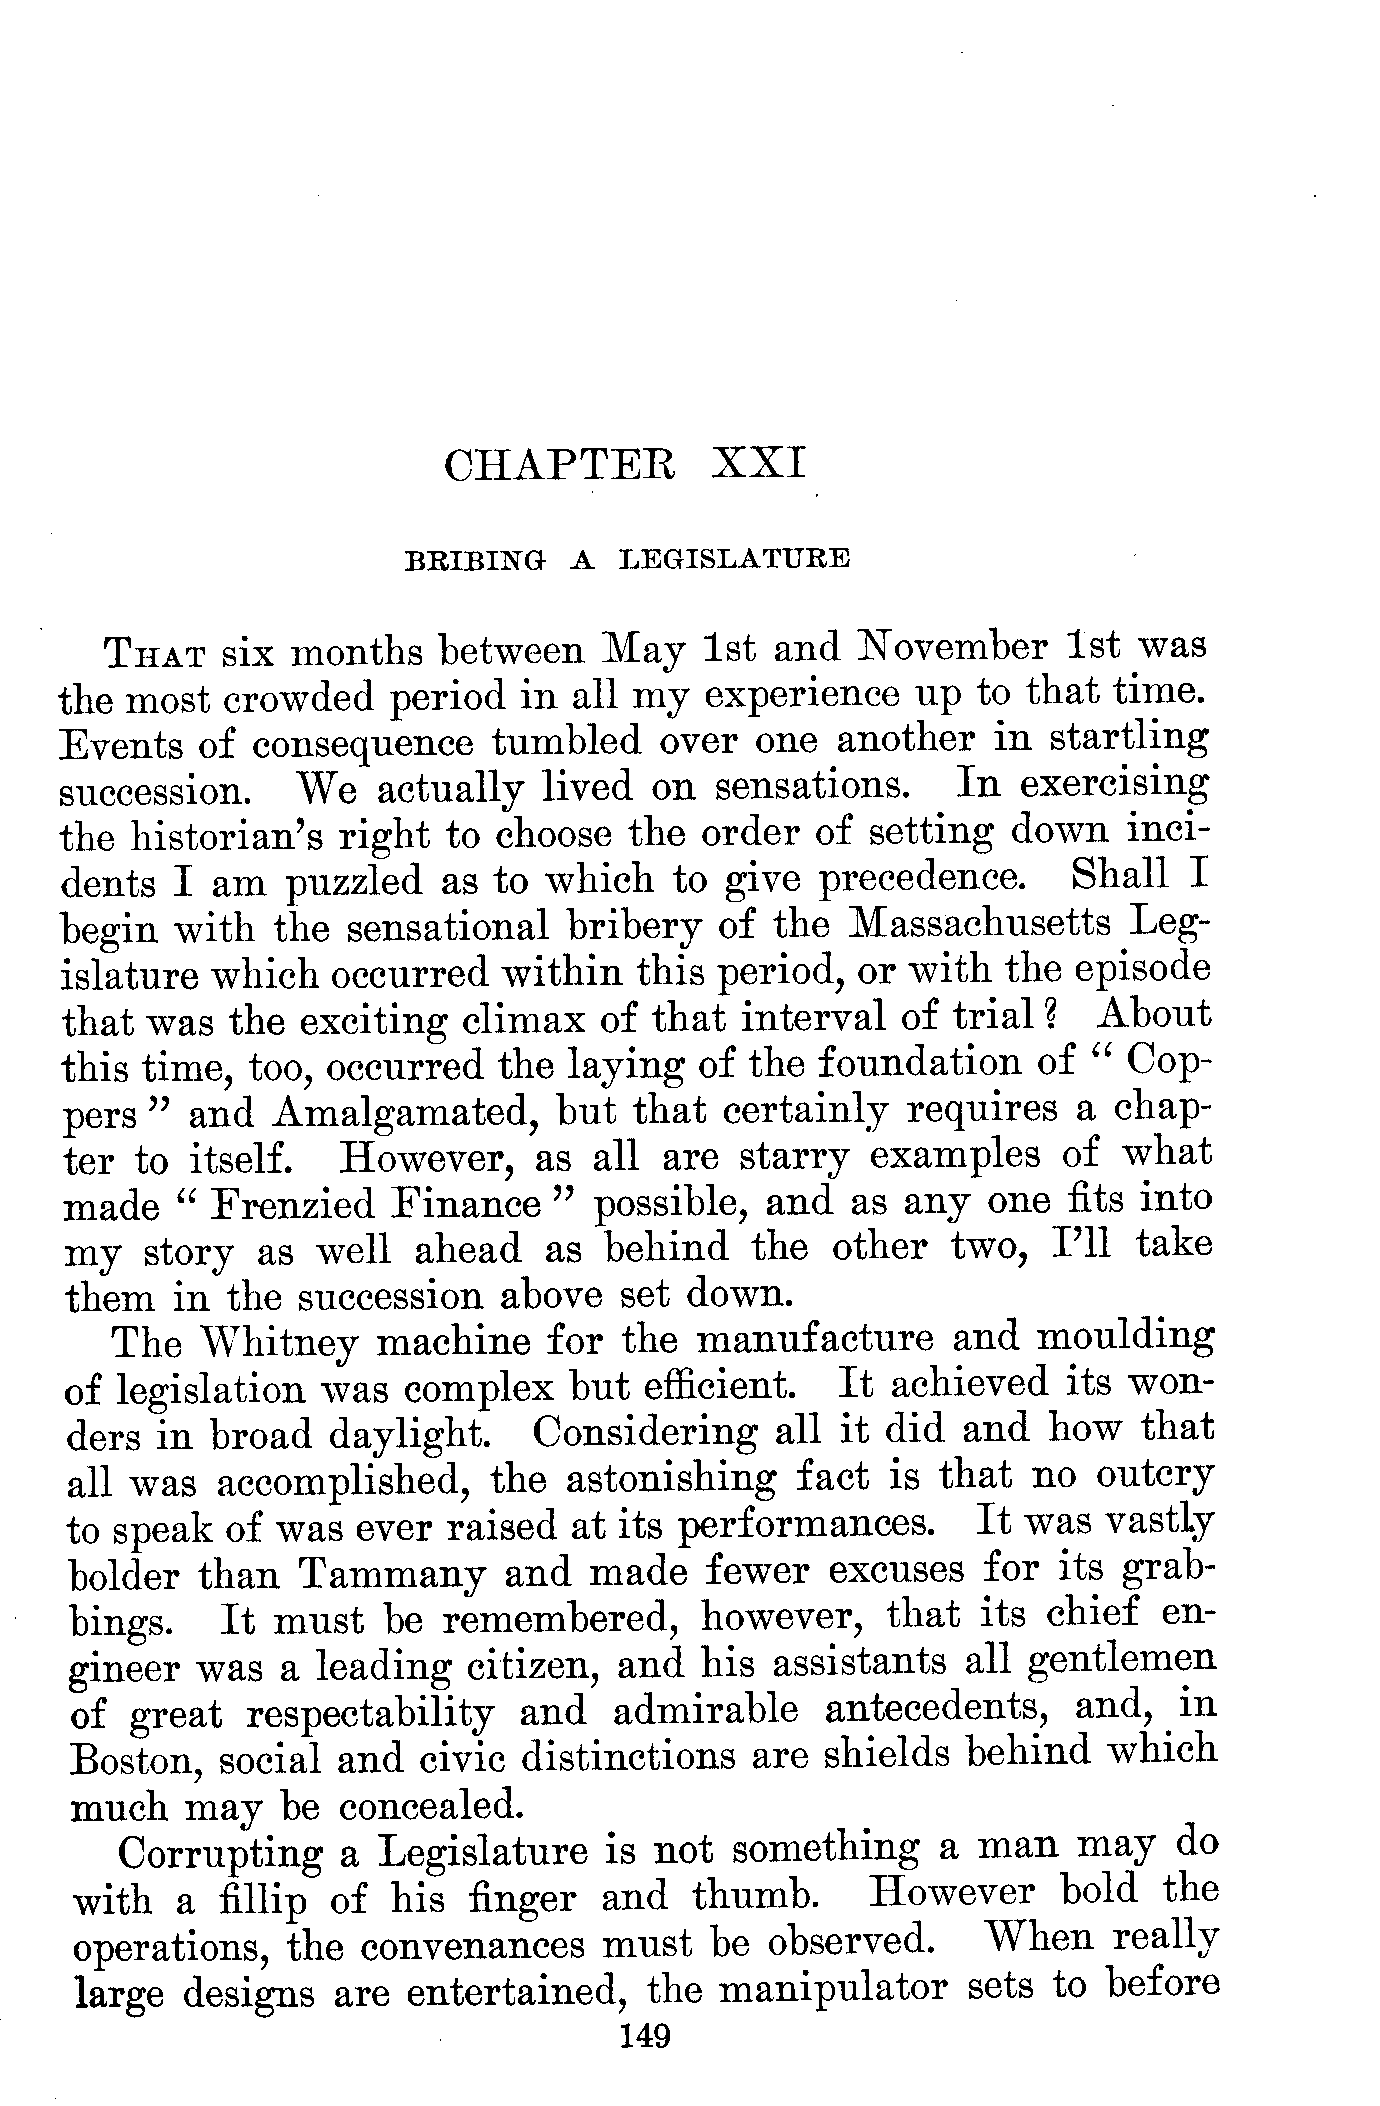 CHAPTER XXI
BRIBING A LEGISLATURE
THAT six months between May 1st and November 1st was
the most crowded period in all my experience up to that time.
Events of consequence tumbled over one another in startling
succession. We actually lived on sensations. In exercising
the historian's right to choose the order of setting down inci-
dents I am puzzled as to which to give precedence. Shall I
begin with the sensational bribery of the Massachusetts Leg-
islature which occurred within this period, or with the episode
that was the exciting climax of that interval of trial? About
this time, too, occurred the laying of the foundation of " Cop-
pers " and Amalgamated, but that certainly requires a chap-
ter to itself. However, as all are starry examples of what
made " Frenzied Finance " possible, and as any one fits into
my story as well ahead as behind the other two, I'll take
them in the succession above set down.
The Whitney machine for the manufacture and moulding
of legislation was complex but efficient. It achieved its won-
ders in broad daylight. Considering all it did and how that
all was accomplished, the astonishing fact is that no outcry
to speak of was ever raised at its performances. It was vastly
bolder than Tammany and made fewer excuses for its grab-
bings. It must be remembered, however, that its chief en-
gineer was a leading citizen, and his assistants all gentlemen
of great respectability and admirable antecedents, and, in
Boston, social and civic distinctions are shields behind which
much may be concealed.
Corrupting a Legislature is not something a man may do
with a fillip of his finger and thumb. However bold the
operations, the convenances must be observed. When really
large designs are entertained, the manipulator sets to before
149